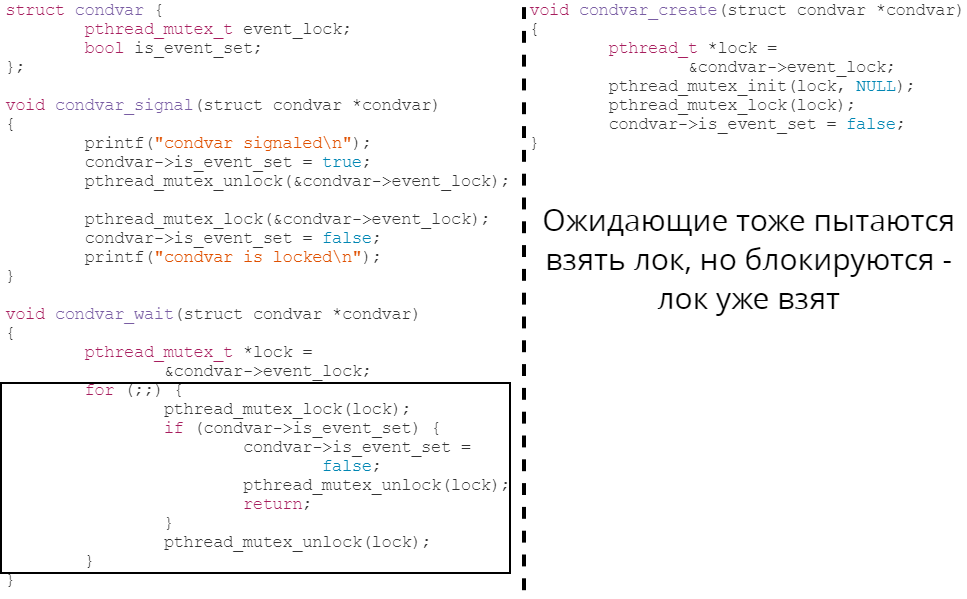 struct condvar {
        pthread_mutex_t event_lock;
        bool is_event_set;
};

void condvar_signal(struct condvar *condvar)
{
        printf("condvar signaled\n");
        condvar->is_event_set = true;
        pthread_mutex_unlock(&condvar->event_lock);

        pthread_mutex_lock(&condvar->event_lock);
        condvar->is_event_set = false;
        printf("condvar is locked\n");
}

void condvar_wait(struct condvar *condvar)
{
        pthread_mutex_t *lock =
                &condvar->event_lock;
        for (;;) {
                pthread_mutex_lock(lock);
                if (condvar->is_event_set) {
                        condvar->is_event_set =
                                false;
                        pthread_mutex_unlock(lock);
                        return;
                }
                pthread_mutex_unlock(lock);
        }
}
void condvar_create(struct condvar *condvar)
{
        pthread_t *lock =
                &condvar->event_lock;
        pthread_mutex_init(lock, NULL);
        pthread_mutex_lock(lock);
        condvar->is_event_set = false;
}
Ожидающие тоже пытаются
взять лок, но блокируются -
лок уже взят